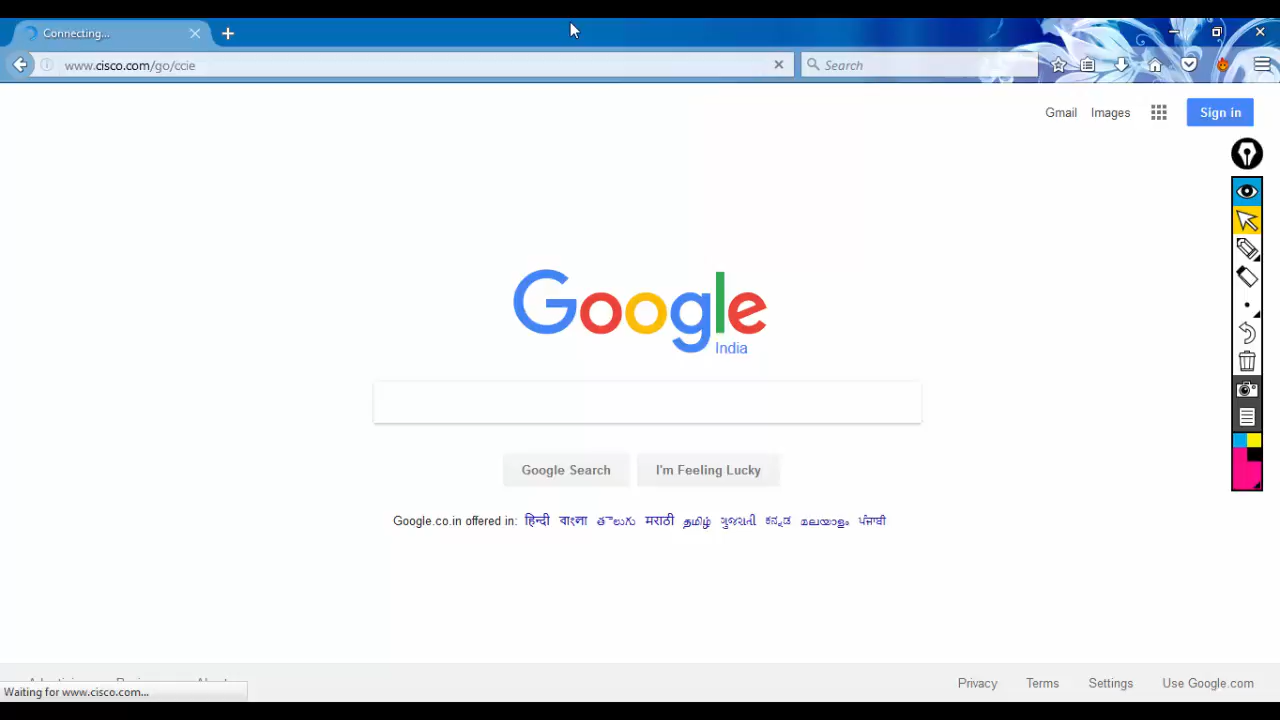 Connecting...
www.cisco.com/go/ccie
Search
Gmail Images Sign in
Google
India
Google Search I'm Feeling Lucky
Google.co.in offered in: हिन्दी বাংলা తెలుగు मराठी தமிழ் ગુજરાતી ಕನ್ನಡ മലയാളം ਪੰਜਾਬੀ
Privacy Terms Settings Use Google.com
Waiting for www.cisco.com...